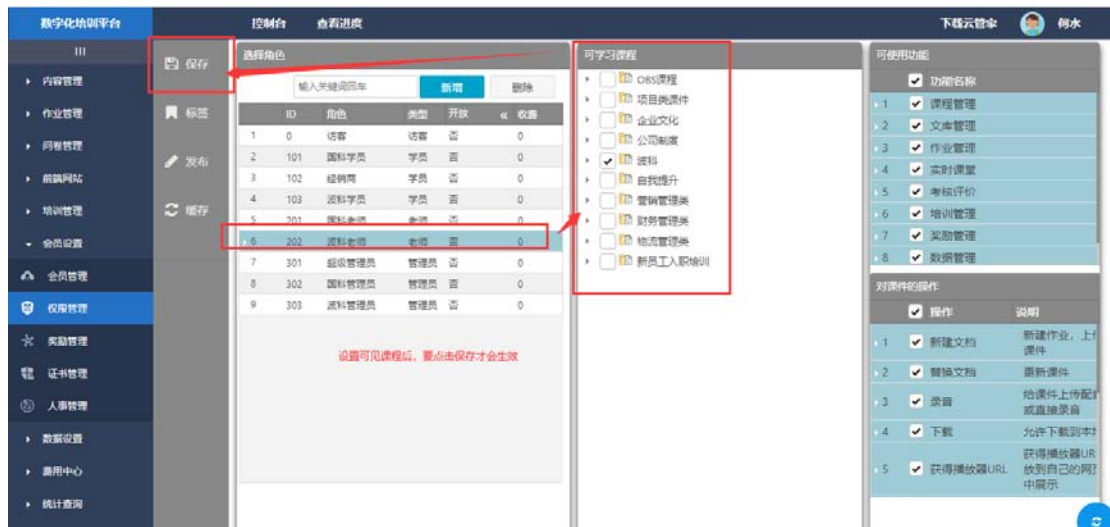 数字化培训平台
控制台 查看进度
下载云管家 何水
内容管理
作业管理
问卷管理
前端网站
培训管理
会员设置
会员管理
权限管理
奖励管理
证书管理
人事管理
数据设置
费用中心
统计查询
保存
标签
发布
缓存
选择角色
输入关键词回车 新增 删除
ID 角色 类型 开放 « 收费
1 0 访客 访客 否 0
2 101 国科学员 学员 否 0
3 102 经销商 学员 否 0
4 103 波科学员 学员 否 0
5 201 国科老师 老师 否 0
6 202 波科老师 老师 否 0
7 301 超级管理员 管理员 否 0
8 302 国科管理员 管理员 否 0
9 303 波科管理员 管理员 否 0
设置可见课程后，要点击保存才会生效
可学习课程
OBS课程
项目类课件
企业文化
公司制度
波科
自我提升
营销管理类
财务管理类
物流管理类
新员工入职培训
可使用功能
功能名称
1 课程管理
2 文库管理
3 作业管理
4 实时课堂
5 考核评价
6 培训管理
7 奖励管理
8 数据管理
对课件的操作
操作 说明
1 新建文档 新建作业，上传
课件
2 替换文档 更新课件
3 录音 给课件上传配音
或直接录音
4 下载 允许下载到本地
5 获得播放器URL 获得播放器UR
放到自己的网页
中展示